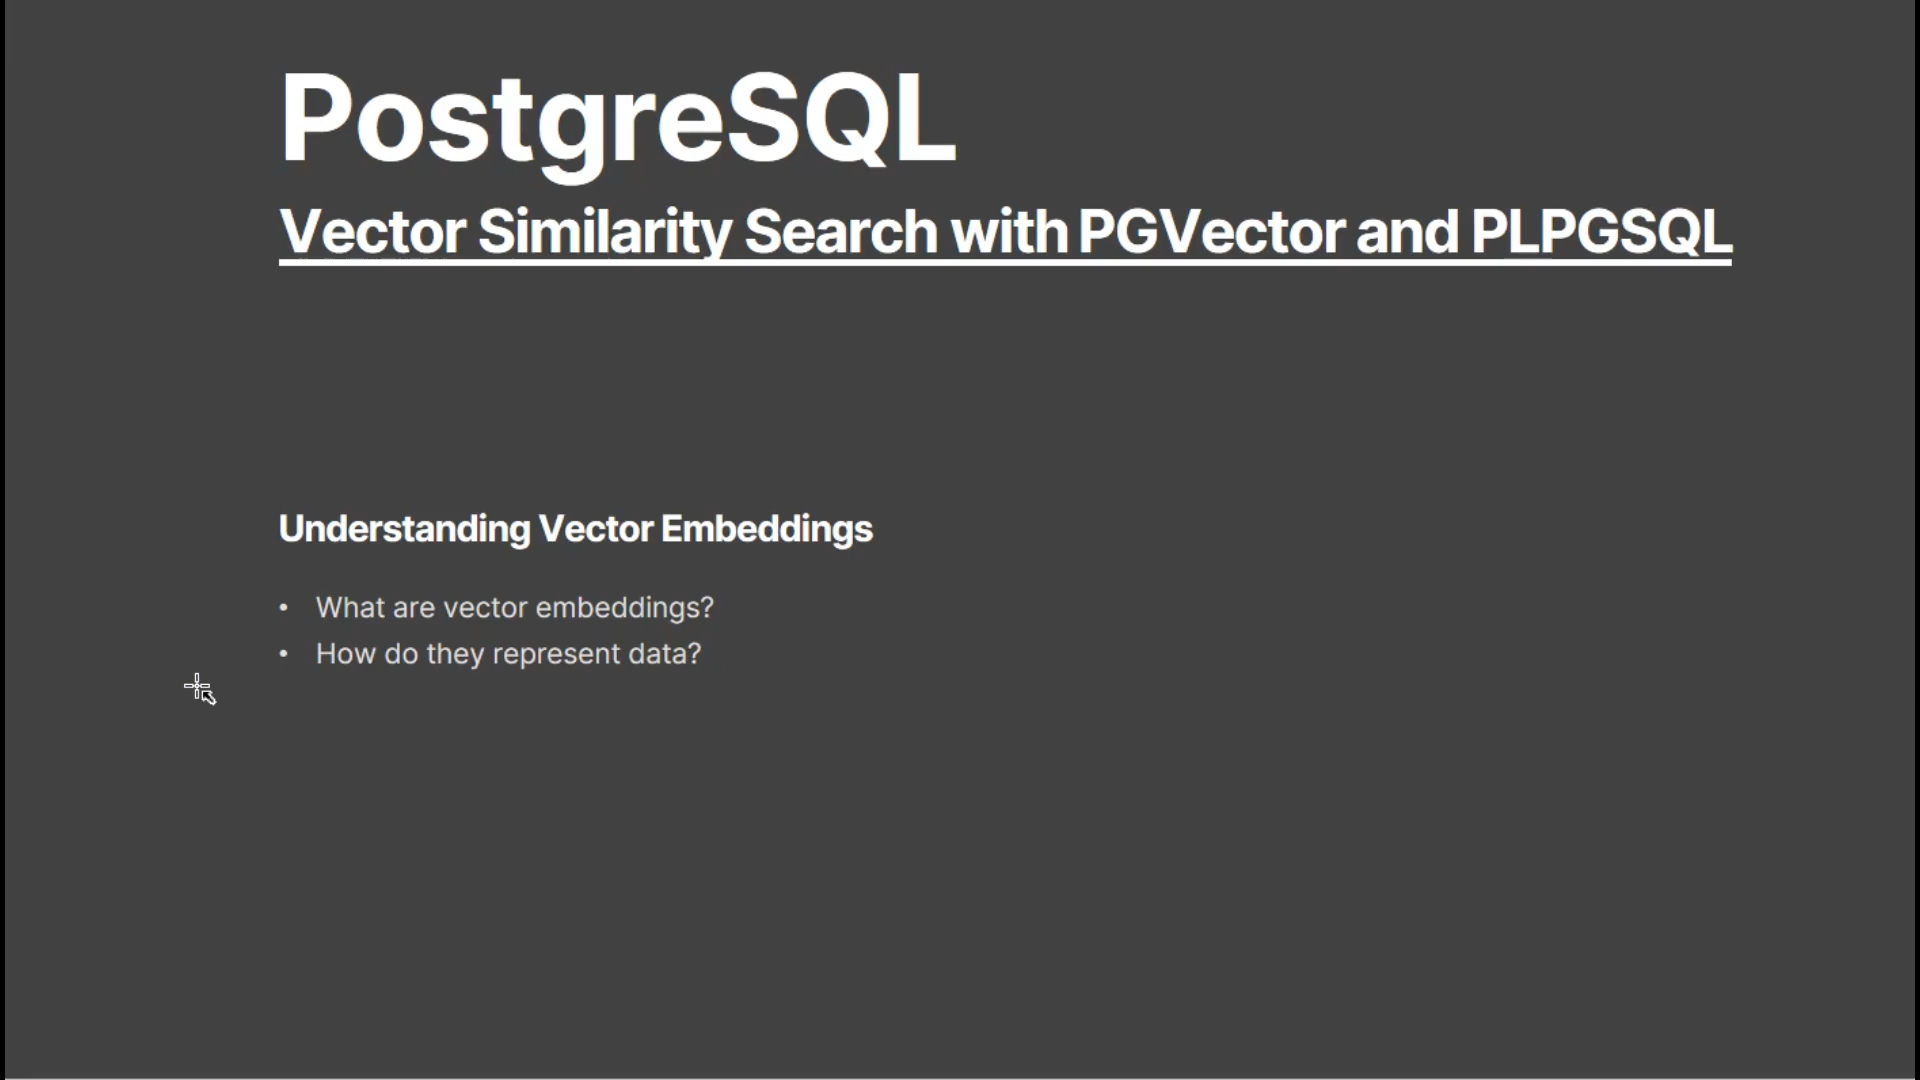 PostgreSQL
Vector Similarity Search with PGVector and PLPGSQL
Understanding Vector Embeddings
• What are vector embeddings?
• How do they represent data?